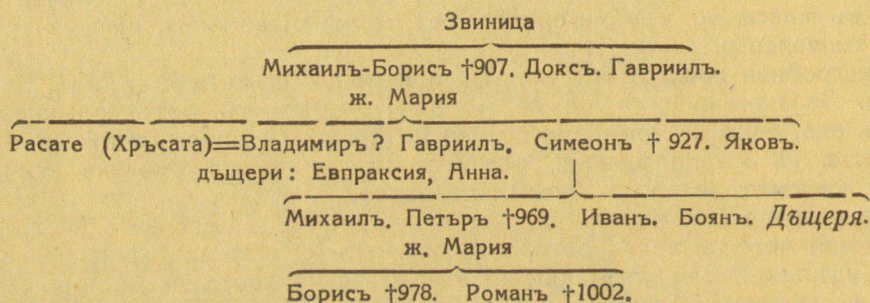 Звиница
Михаилъ-Борисъ †907. Доксъ. Гавриилъ.
ж. Мария
Расате (Хръсата)=Владимиръ? Гавриилъ. Симеонъ † 927. Яковъ.
дъщери: Евпраксия, Анна.
Михаилъ. Петъръ †969. Иванъ. Боянъ. Дъщеря.
ж. Мария
Борисъ †978. Романъ †1002.